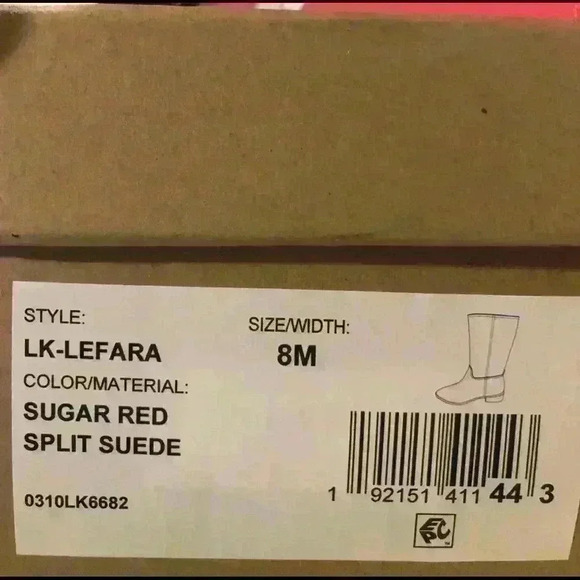 STYLE:
LK-LEFARA
SIZE/WIDTH:
8M
COLOR/MATERIAL:
SUGAR RED
SPLIT SUEDE
0310LK6682
1 92151 411 44 3